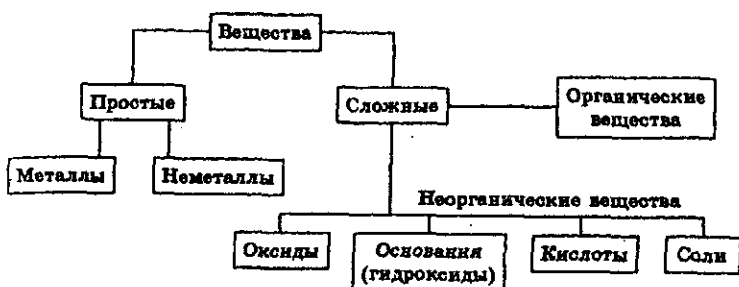 Вещества
Простые
Сложные
Органические
вещества
Металлы
Неметаллы
Неорганические вещества
Оксиды
Основания
(гидроксиды)
Кислоты
Соли